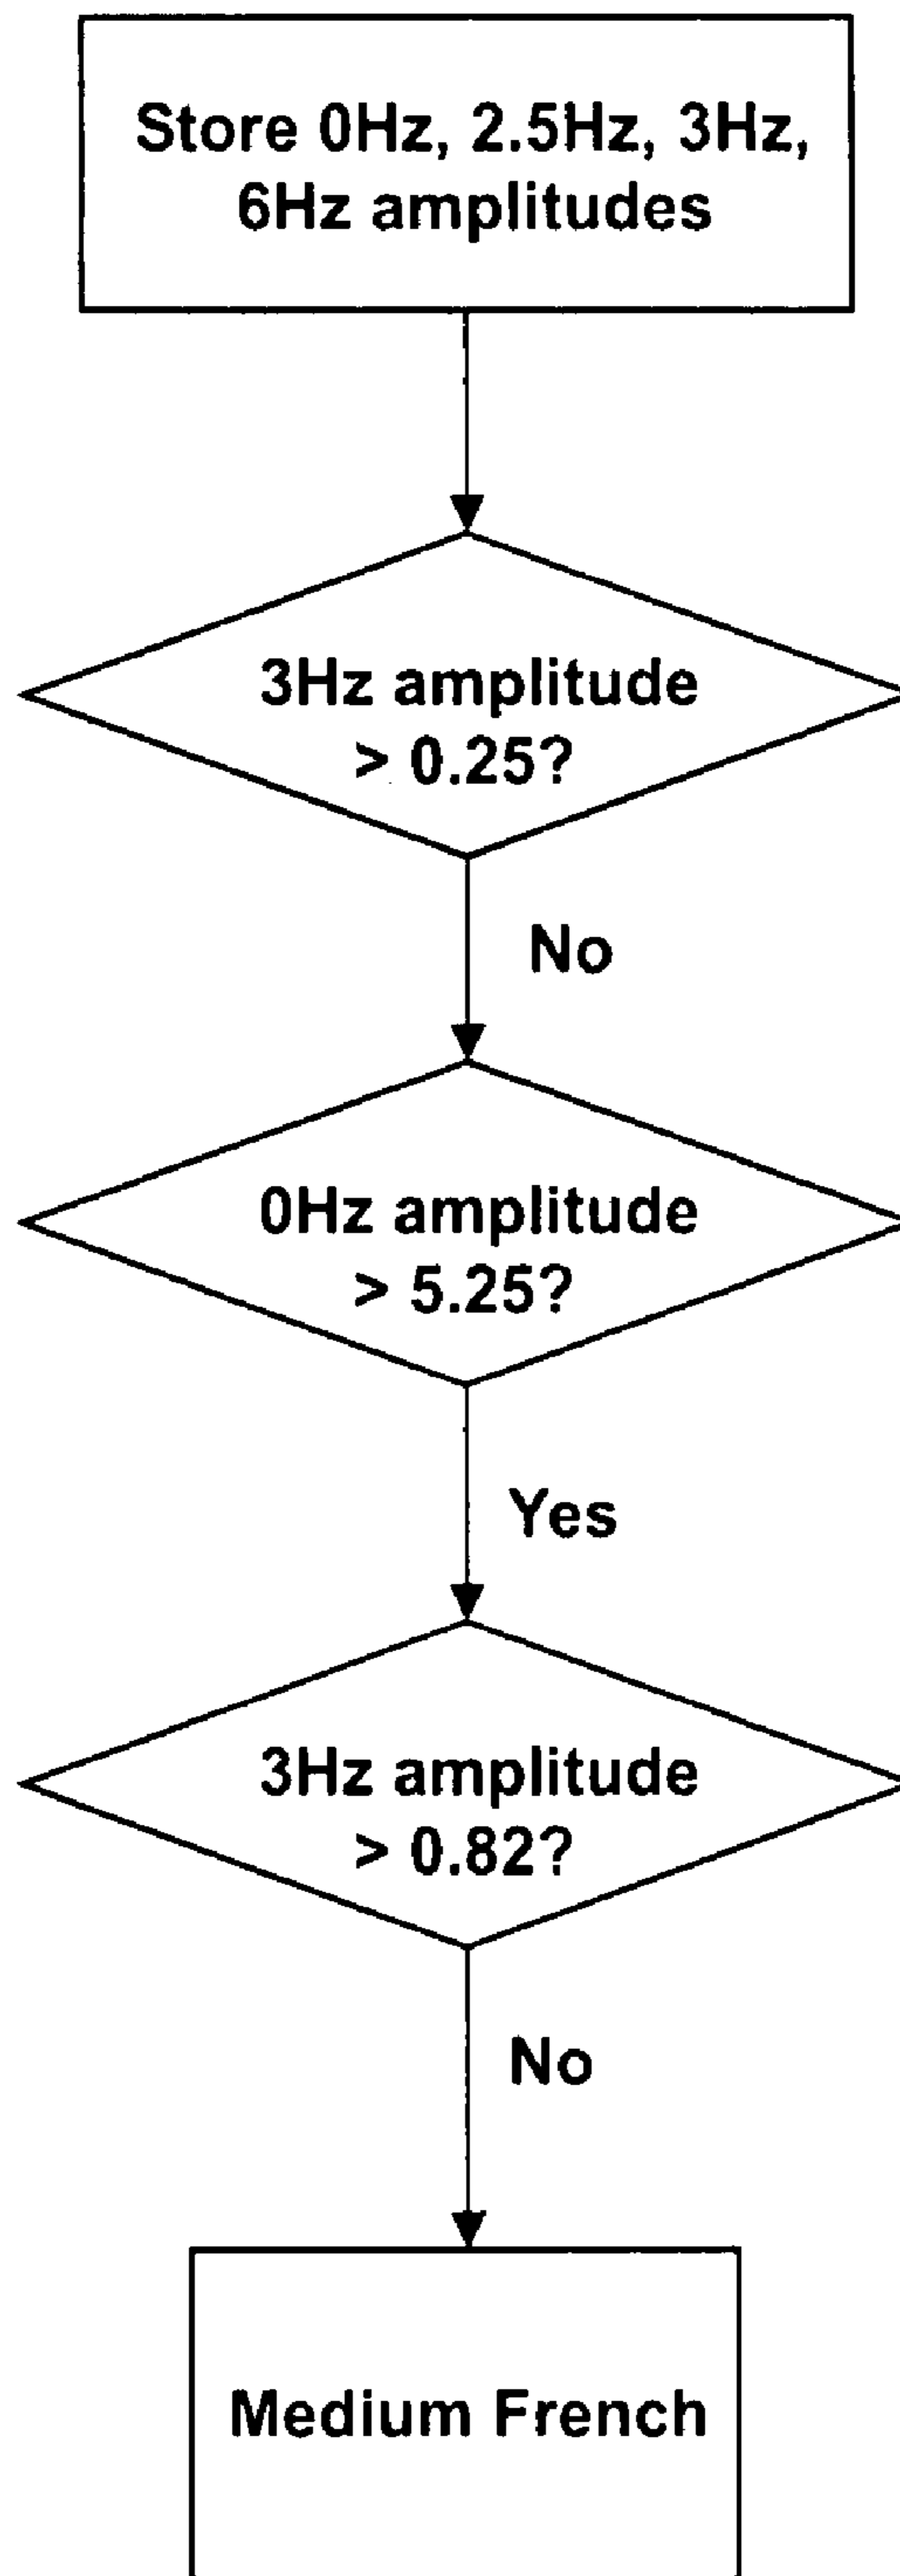 Store 0Hz, 2.5Hz, 3Hz,
6Hz amplitudes
3Hz amplitude
> 0.25?
No
0Hz amplitude
> 5.25?
Yes
3Hz amplitude
> 0.82?
No
Medium French